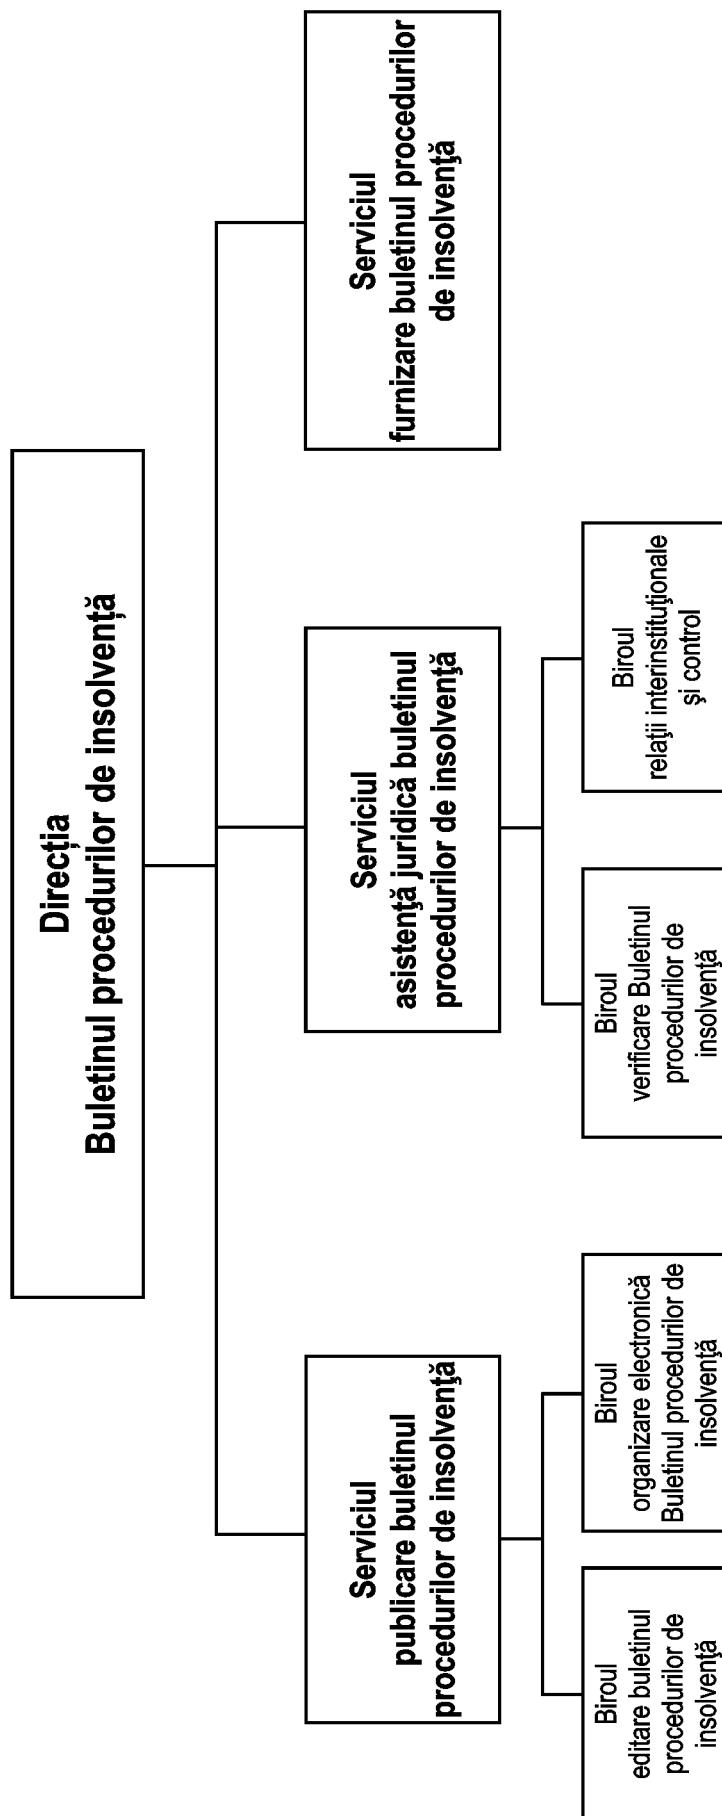 Direcția
Buletinul procedurilor de insolvență
Serviciul
publicare buletinul
procedurilor de insolvenţă
Serviciul
asistenţă juridică buletinul
procedurilor de insolvenţă
Serviciul
furnizare buletinul procedurilor
de insolvenţă
Biroul
editare buletinul
procedurilor de
insolvenţă
Biroul
organizare electronică
Buletinul procedurilor de
insolvenţă
Biroul
verificare Buletinul
procedurilor de
insolvenţă
Biroul
relaţii interinstituţionale
şi control